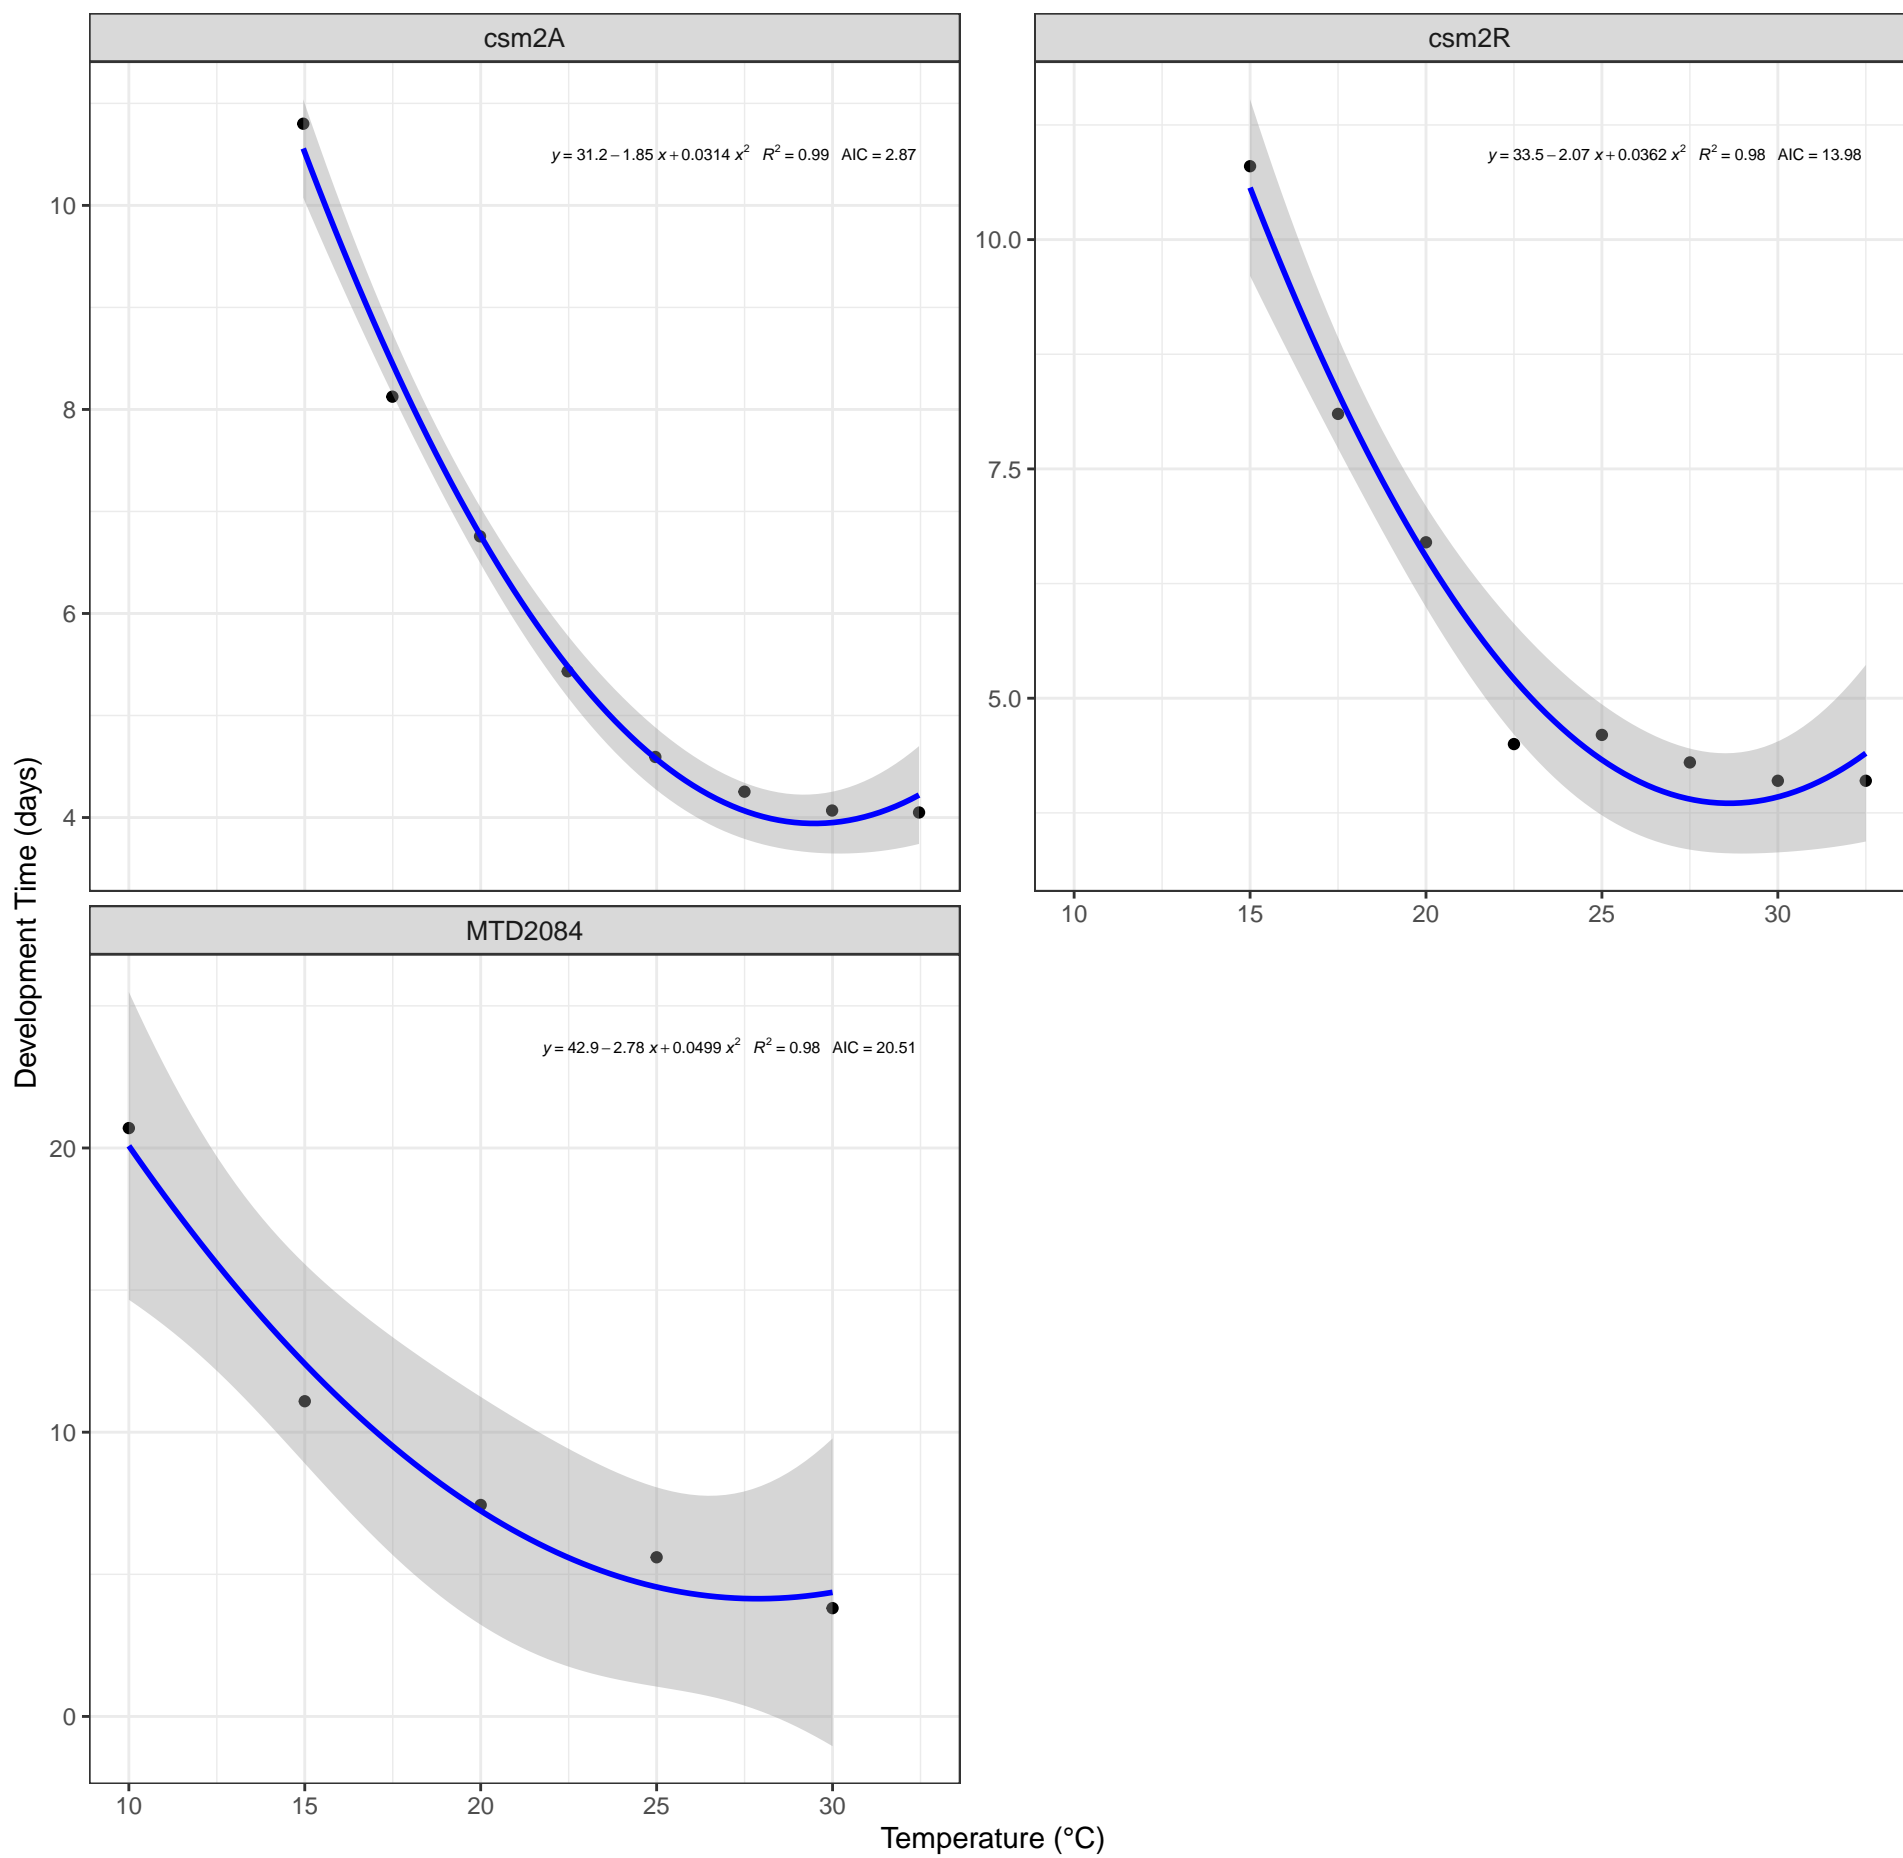 csm2A
csm2R
y = 31.2 − 1.85 x + 0.0314 x² R² = 0.99 AIC = 2.87
y = 33.5 − 2.07 x + 0.0362 x² R² = 0.98 AIC = 13.98
10
8
6
4
10.0
7.5
5.0
10 15 20 25 30
MTD2084
y = 42.9 − 2.78 x + 0.0499 x² R² = 0.98 AIC = 20.51
20
10
0
10 15 20 25 30
Development Time (days)
Temperature (°C)